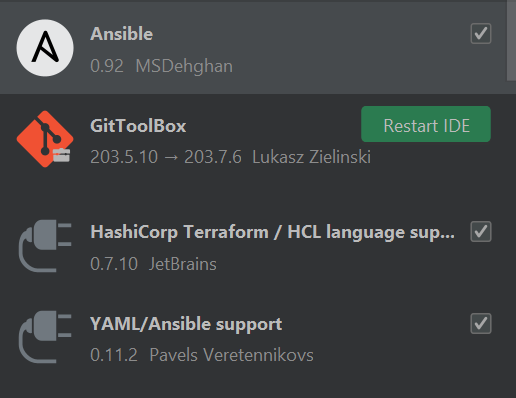 Ansible
0.92 MSDehghan
GitToolBox
Restart IDE
203.5.10 → 203.7.6 Lukasz Zielinski
HashiCorp Terraform / HCL language sup...
0.7.10 JetBrains
YAML/Ansible support
0.11.2 Pavels Veretennikovs